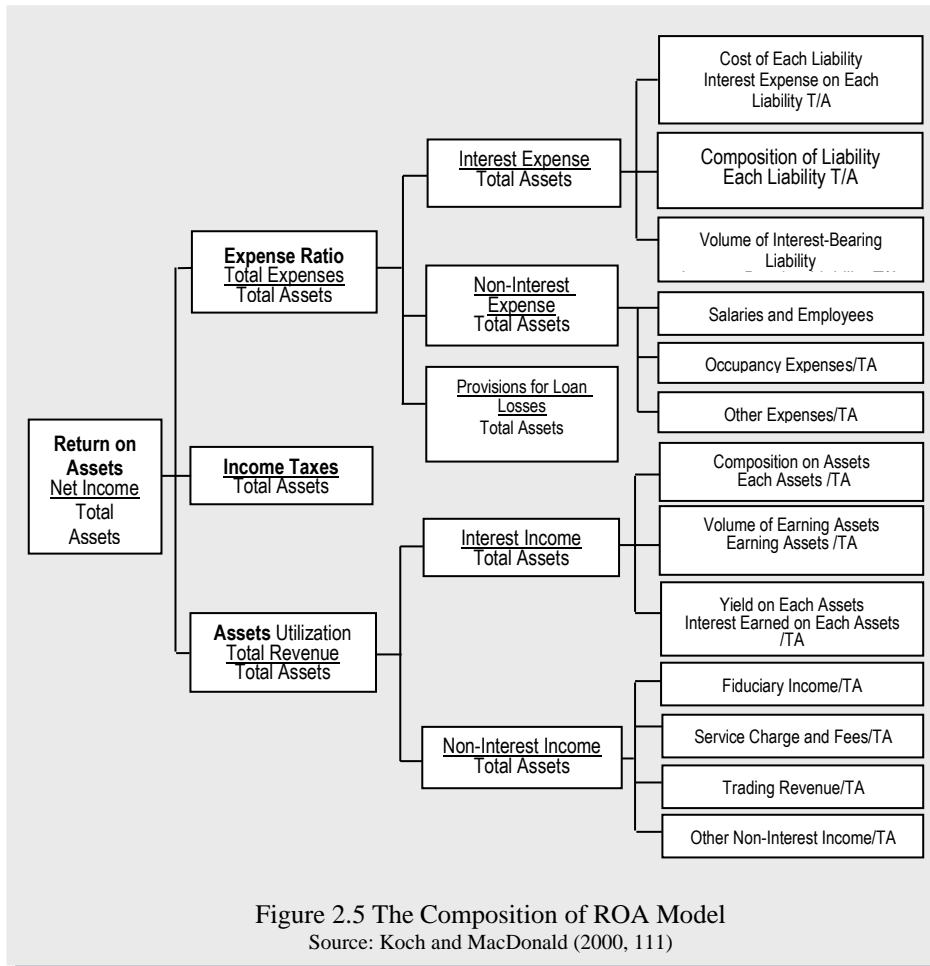 Return on
Assets
Net Income
Total
Assets
Expense Ratio
Total Expenses
Total Assets
Income Taxes
Total Assets
Assets Utilization
Total Revenue
Total Assets
Interest Expense
Total Assets
Non-Interest
Expense
Total Assets
Provisions for Loan
Losses
Total Assets
Interest Income
Total Assets
Non-Interest Income
Total Assets
Cost of Each Liability
Interest Expense on Each
Liability T/A
Composition of Liability
Each Liability T/A
Volume of Interest-Bearing
Liability
Salaries and Employees
Occupancy Expenses/TA
Other Expenses/TA
Composition on Assets
Each Assets /TA
Volume of Earning Assets
Earning Assets /TA
Yield on Each Assets
Interest Earned on Each Assets
/TA
Fiduciary Income/TA
Service Charge and Fees/TA
Trading Revenue/TA
Other Non-Interest Income/TA
Figure 2.5 The Composition of ROA Model
Source: Koch and MacDonald (2000, 111)